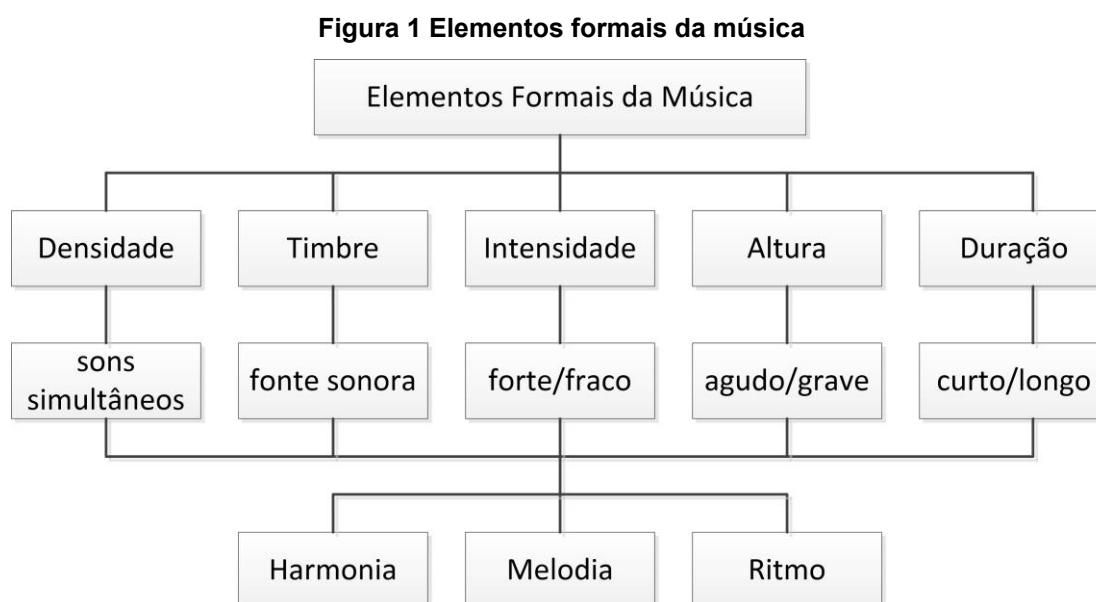 Figura 1 Elementos formais da música
Elementos Formais da Música
Densidade
Timbre
Intensidade
Altura
Duração
sons
simultâneos
fonte sonora
forte/fraco
agudo/grave
curto/longo
Harmonia
Melodia
Ritmo